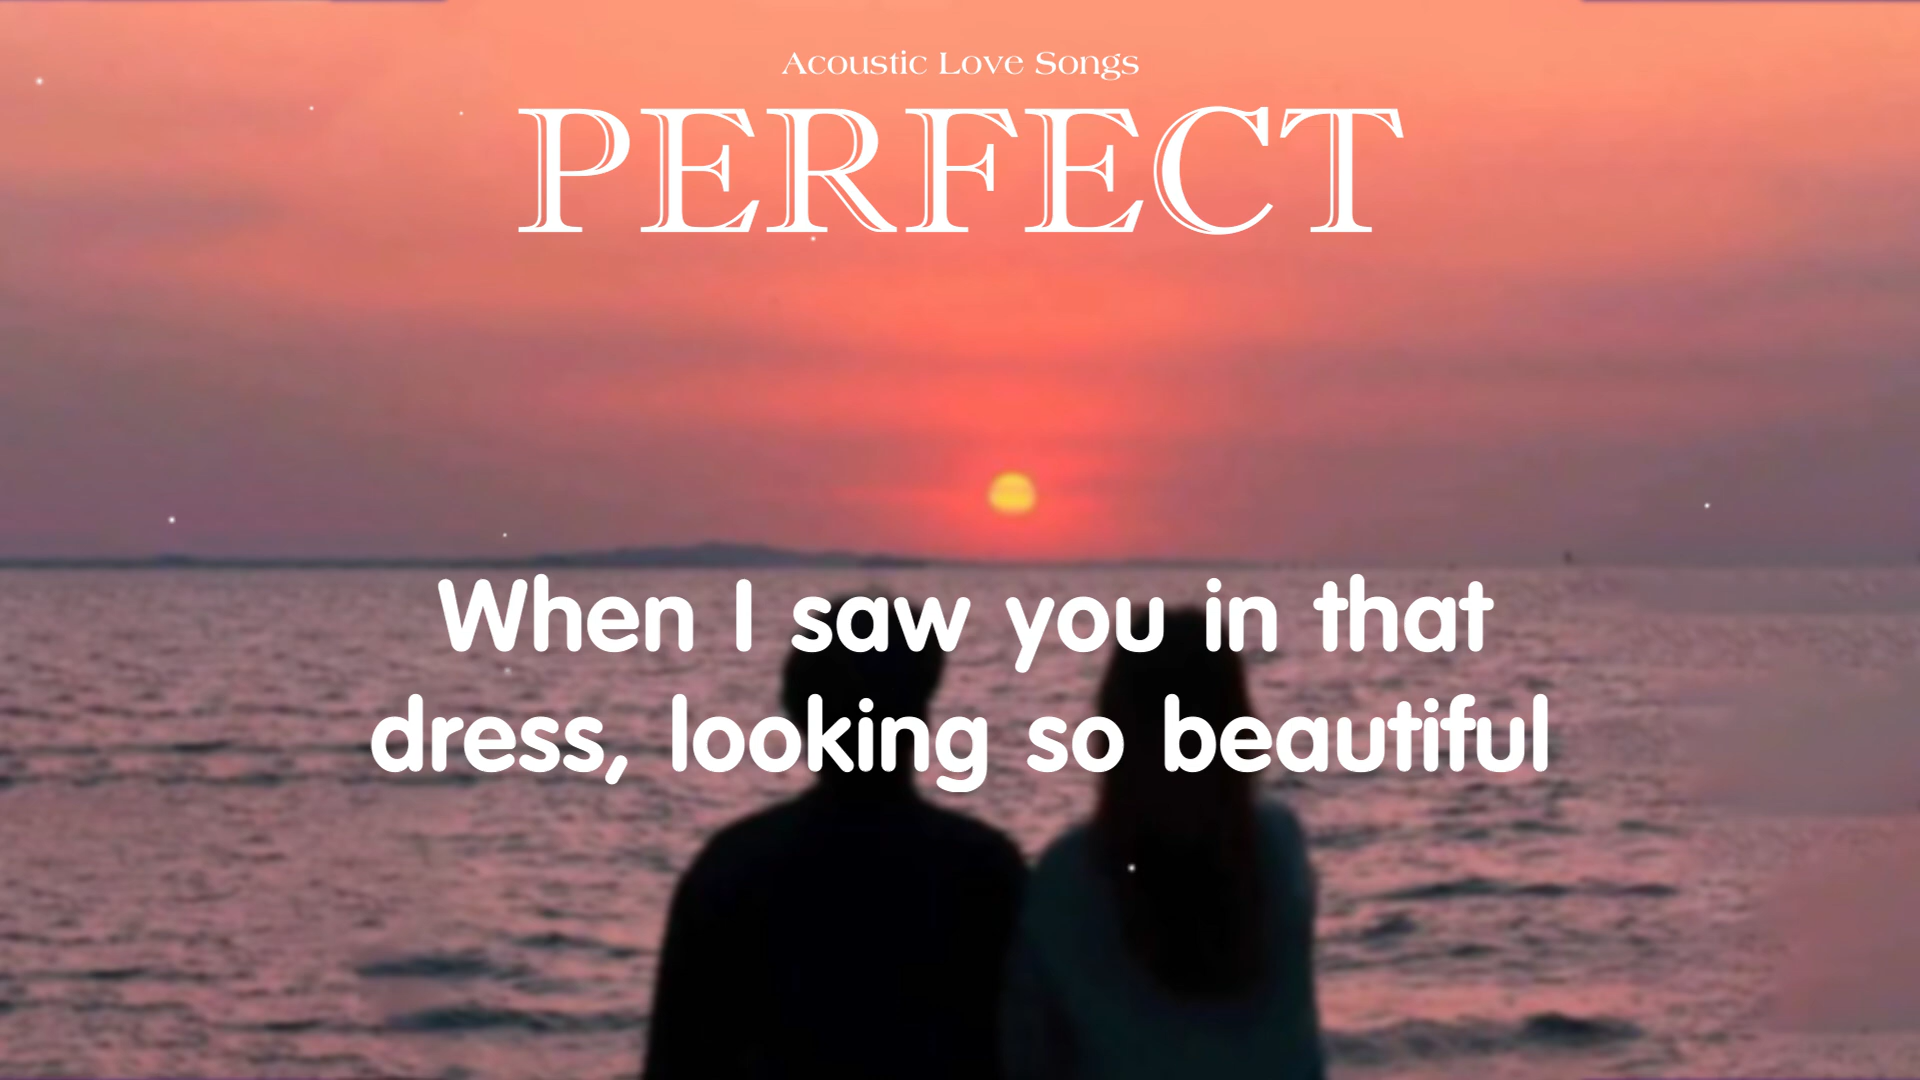 Acoustic Love Songs
PERFECT
When I saw you in that
dress, looking so beautiful